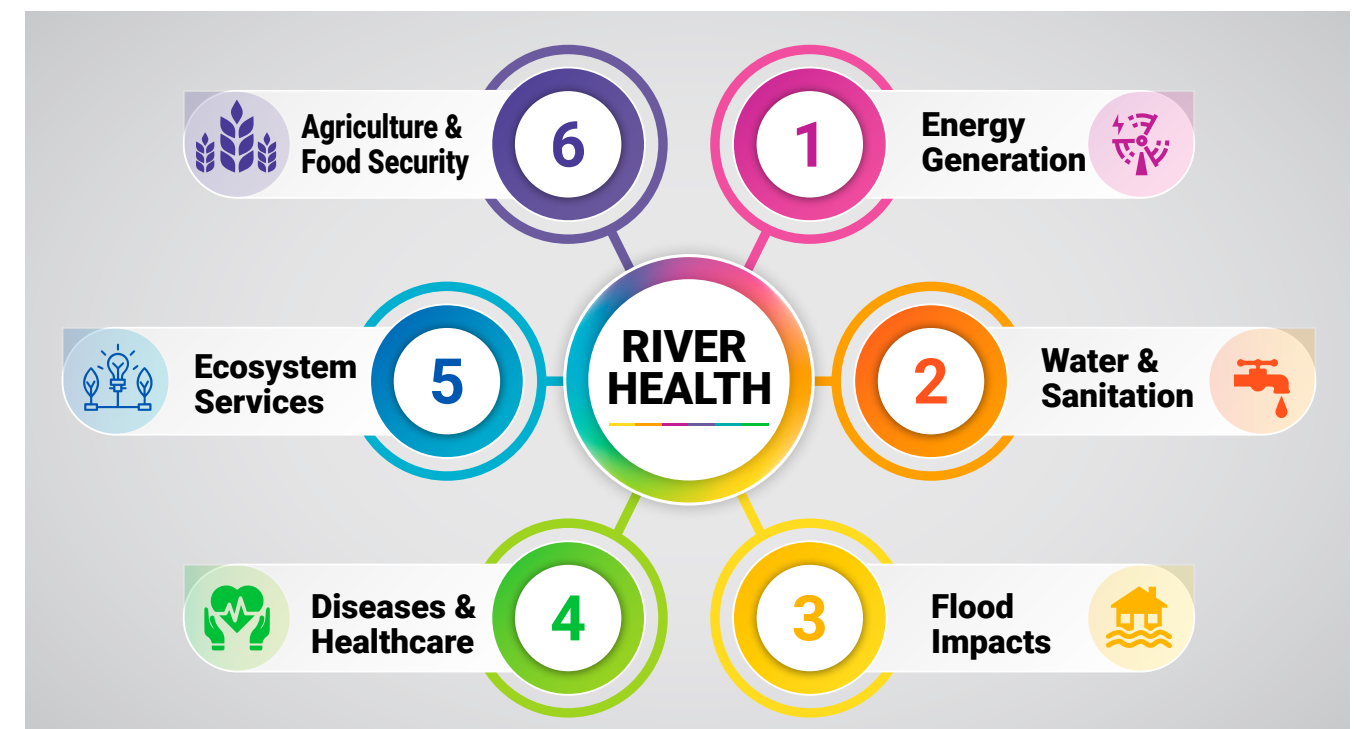 RIVER
HEALTH
1
Energy
Generation
2
Water &
Sanitation
3
Flood
Impacts
4
Diseases &
Healthcare
5
Ecosystem
Services
6
Agriculture &
Food Security